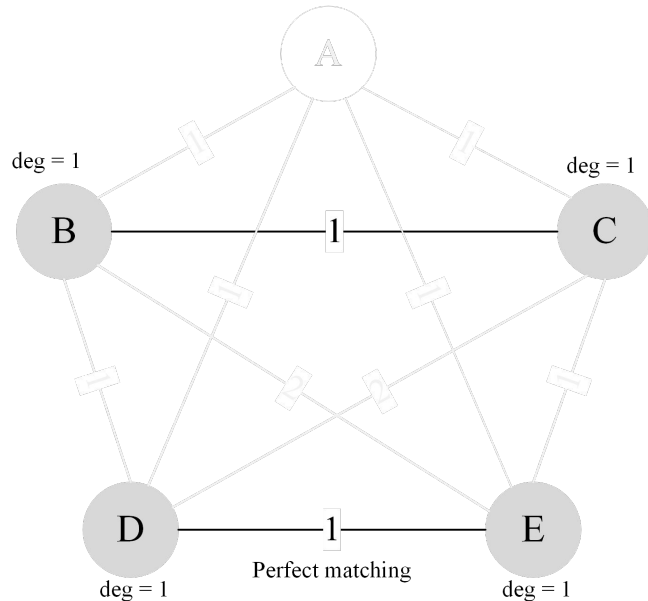 A
1
1
deg = 1
deg = 1
B
1
C
1
1
1
2
2
1
D
1
E
Perfect matching
deg = 1
deg = 1